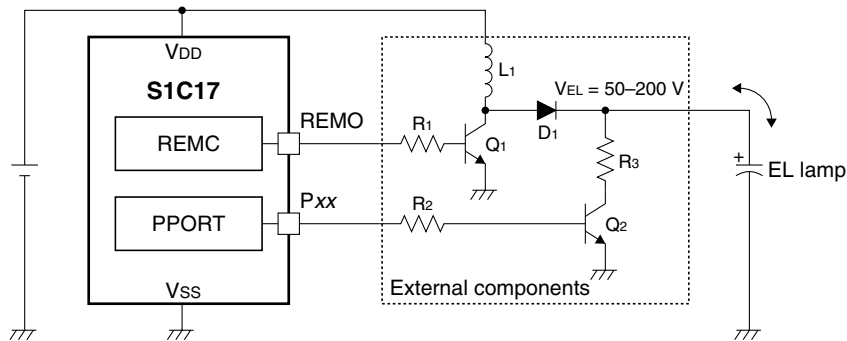 VDD
S1C17
REMC
REMO
PPORT
Pxx
VSS
R1
R2
L1
Q1
D1
VEL = 50–200 V
R3
Q2
External components
+
EL lamp